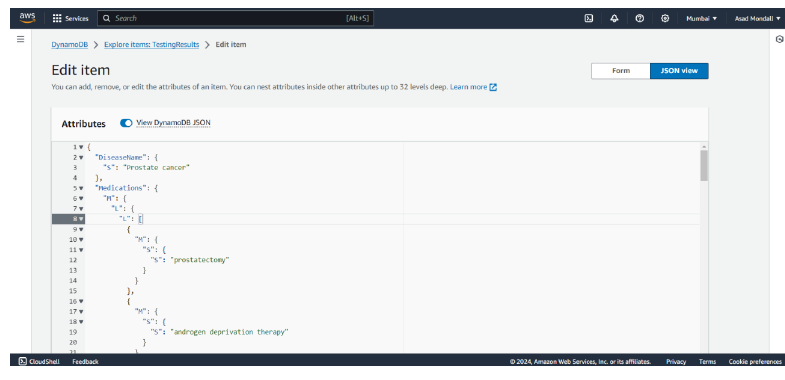 aws Services Search [Alt+S] Mumbai Asad Mondall
DynamoDB > Explore items: TestingResults > Edit item
Edit item
Form JSON view
You can add, remove, or edit the attributes of an item. You can nest attributes inside other attributes up to 32 levels deep. Learn more
Attributes View DynamoDB JSON
1 {
2 "DiseaseName": {
3 "S": "Prostate cancer"
4 },
5 "Medications": {
6 "M": {
7 "L": {
8 "L": [
9 {
10 "M": {
11 "S": {
12 "S": "prostatectomy"
13 }
14 }
15 },
16 {
17 "M": {
18 "S": {
19 "S": "androgen deprivation therapy"
20 }
21 }
CloudShell Feedback © 2024, Amazon Web Services, Inc. or its affiliates. Privacy Terms Cookie preferences